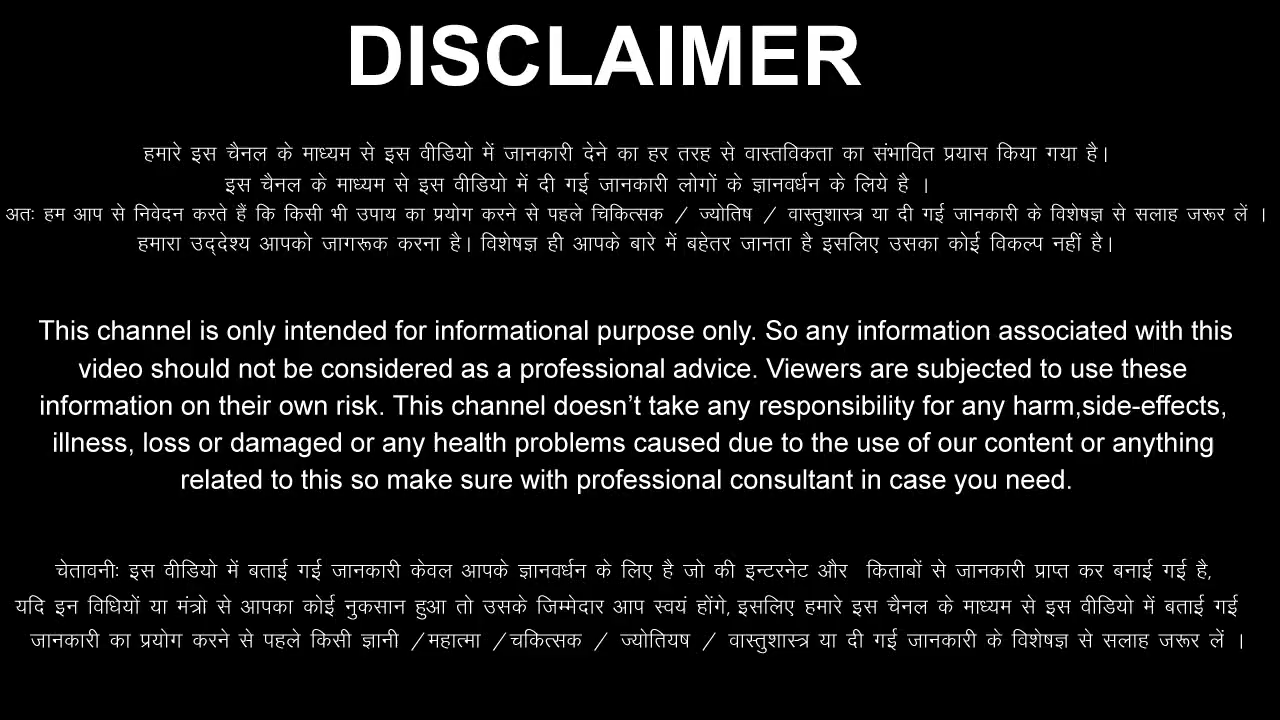 DISCLAIMER
हमारे इस चैनल के माध्यम से इस वीडियो में जानकारी देने का हर तरह से वास्तविकता का संभावित प्रयास किया गया है।
इस चैनल के माध्यम से इस वीडियो में दी गई जानकारी लोगों के ज्ञानवर्धन के लिये है ।
अतः हम आप से निवेदन करते हैं कि किसी भी उपाय का प्रयोग करने से पहले चिकित्सक / ज्योतिष / वास्तुशास्त्र या दी गई जानकारी के विशेषज्ञ से सलाह जरूर लें ।
हमारा उद्देश्य आपको जागरूक करना है। विशेषज्ञ ही आपके बारे में बहेतर जानता है इसलिए उसका कोई विकल्प नहीं है।
This channel is only intended for informational purpose only. So any information associated with this
video should not be considered as a professional advice. Viewers are subjected to use these
information on their own risk. This channel doesn’t take any responsibility for any harm,side-effects,
illness, loss or damaged or any health problems caused due to the use of our content or anything
related to this so make sure with professional consultant in case you need.
चेतावनीः इस वीडियो में बताई गई जानकारी केवल आपके ज्ञानवर्धन के लिए है जो की इन्टरनेट और किताबों से जानकारी प्राप्त कर बनाई गई है,
यदि इन विधियों या मंत्रो से आपका कोई नुकसान हुआ तो उसके जिम्मेदार आप स्वयं होंगे, इसलिए हमारे इस चैनल के माध्यम से इस वीडियो में बताई गई
जानकारी का प्रयोग करने से पहले किसी ज्ञानी /महात्मा /चकित्सक / ज्योतियष / वास्तुशास्त्र या दी गई जानकारी के विशेषज्ञ से सलाह जरूर लें ।